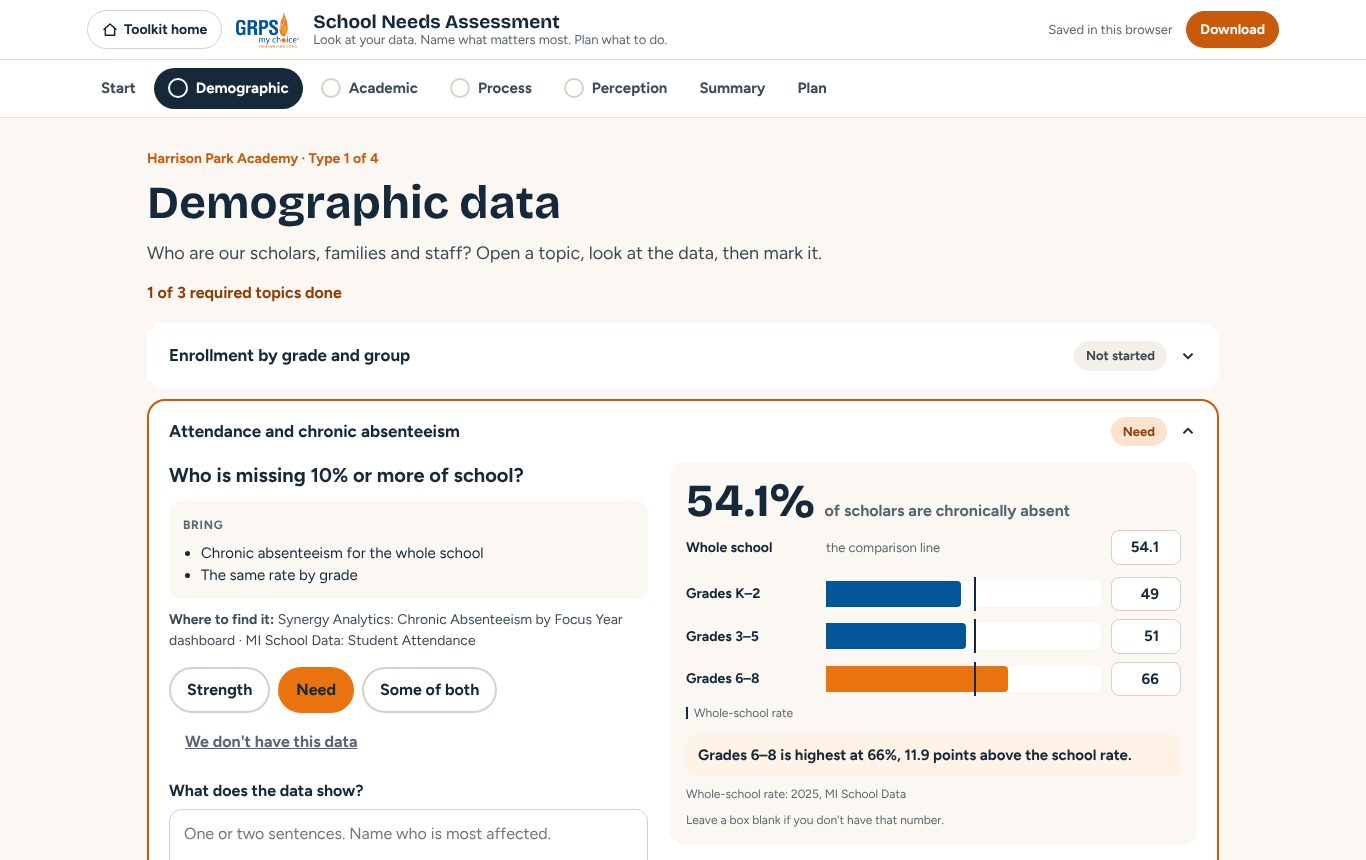 Toolkit home
GRPS
my choice
School Needs Assessment
Look at your data. Name what matters most. Plan what to do.
Saved in this browser
Download
Start
Demographic
Academic
Process
Perception
Summary
Plan
Harrison Park Academy · Type 1 of 4
Demographic data
Who are our scholars, families and staff? Open a topic, look at the data, then mark it.
1 of 3 required topics done
Enrollment by grade and group
Not started
Attendance and chronic absenteeism
Need
Who is missing 10% or more of school?
BRING
• Chronic absenteeism for the whole school
• The same rate by grade
Where to find it: Synergy Analytics: Chronic Absenteeism by Focus Year
dashboard · MI School Data: Student Attendance
Strength
Need
Some of both
We don't have this data
What does the data show?
One or two sentences. Name who is most affected.
54.1% of scholars are chronically absent
Whole school the comparison line 54.1
Grades K–2 49
Grades 3–5 51
Grades 6–8 66
Whole-school rate
Grades 6–8 is highest at 66%, 11.9 points above the school rate.
Whole-school rate: 2025, MI School Data
Leave a box blank if you don't have that number.